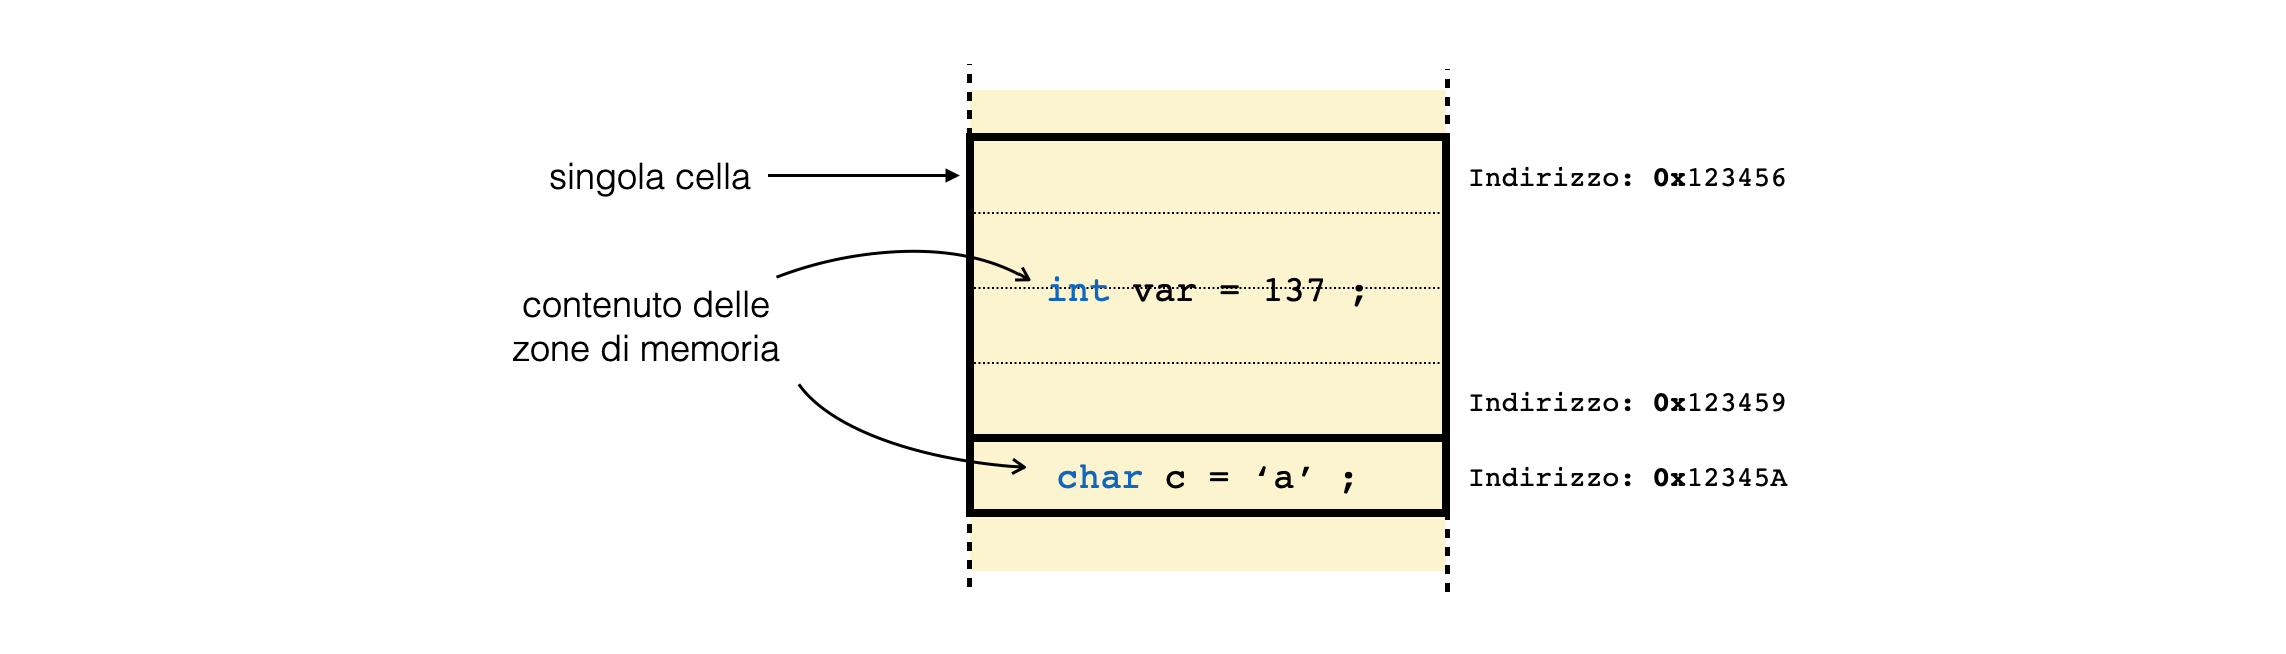 singola cella
Indirizzo: 0x123456
int var = 137 ;
contenuto delle
zone di memoria
Indirizzo: 0x123459
char c = ‘a’ ;
Indirizzo: 0x12345A